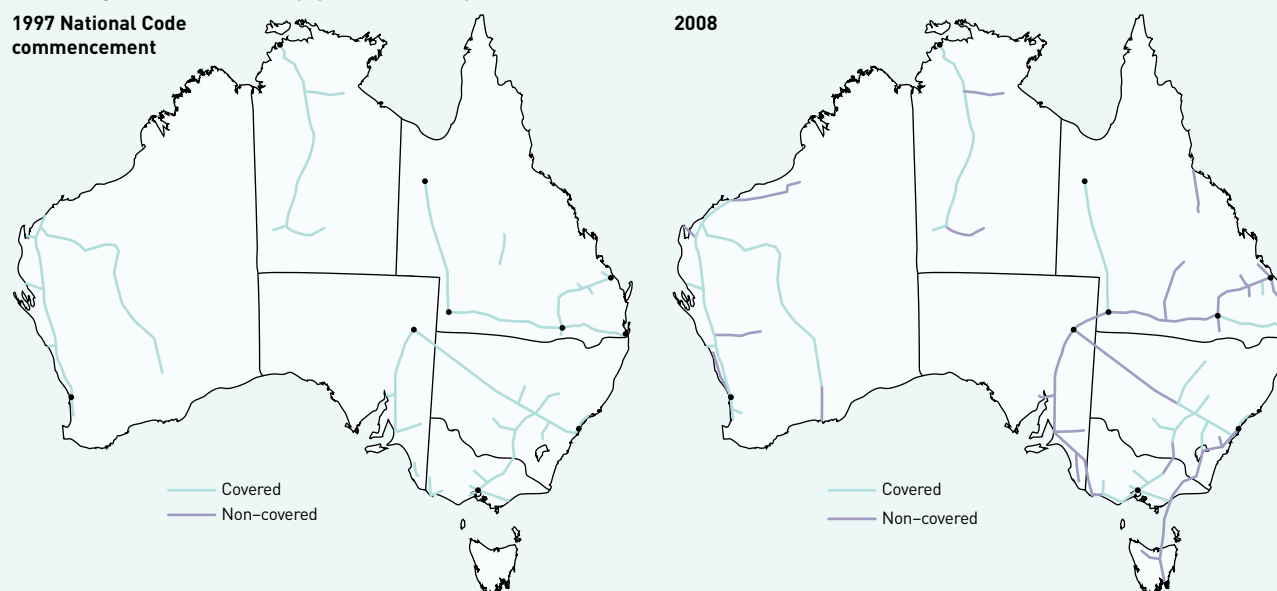 1997 National Code
commencement
2008
Covered
Non–covered
Covered
Non–covered